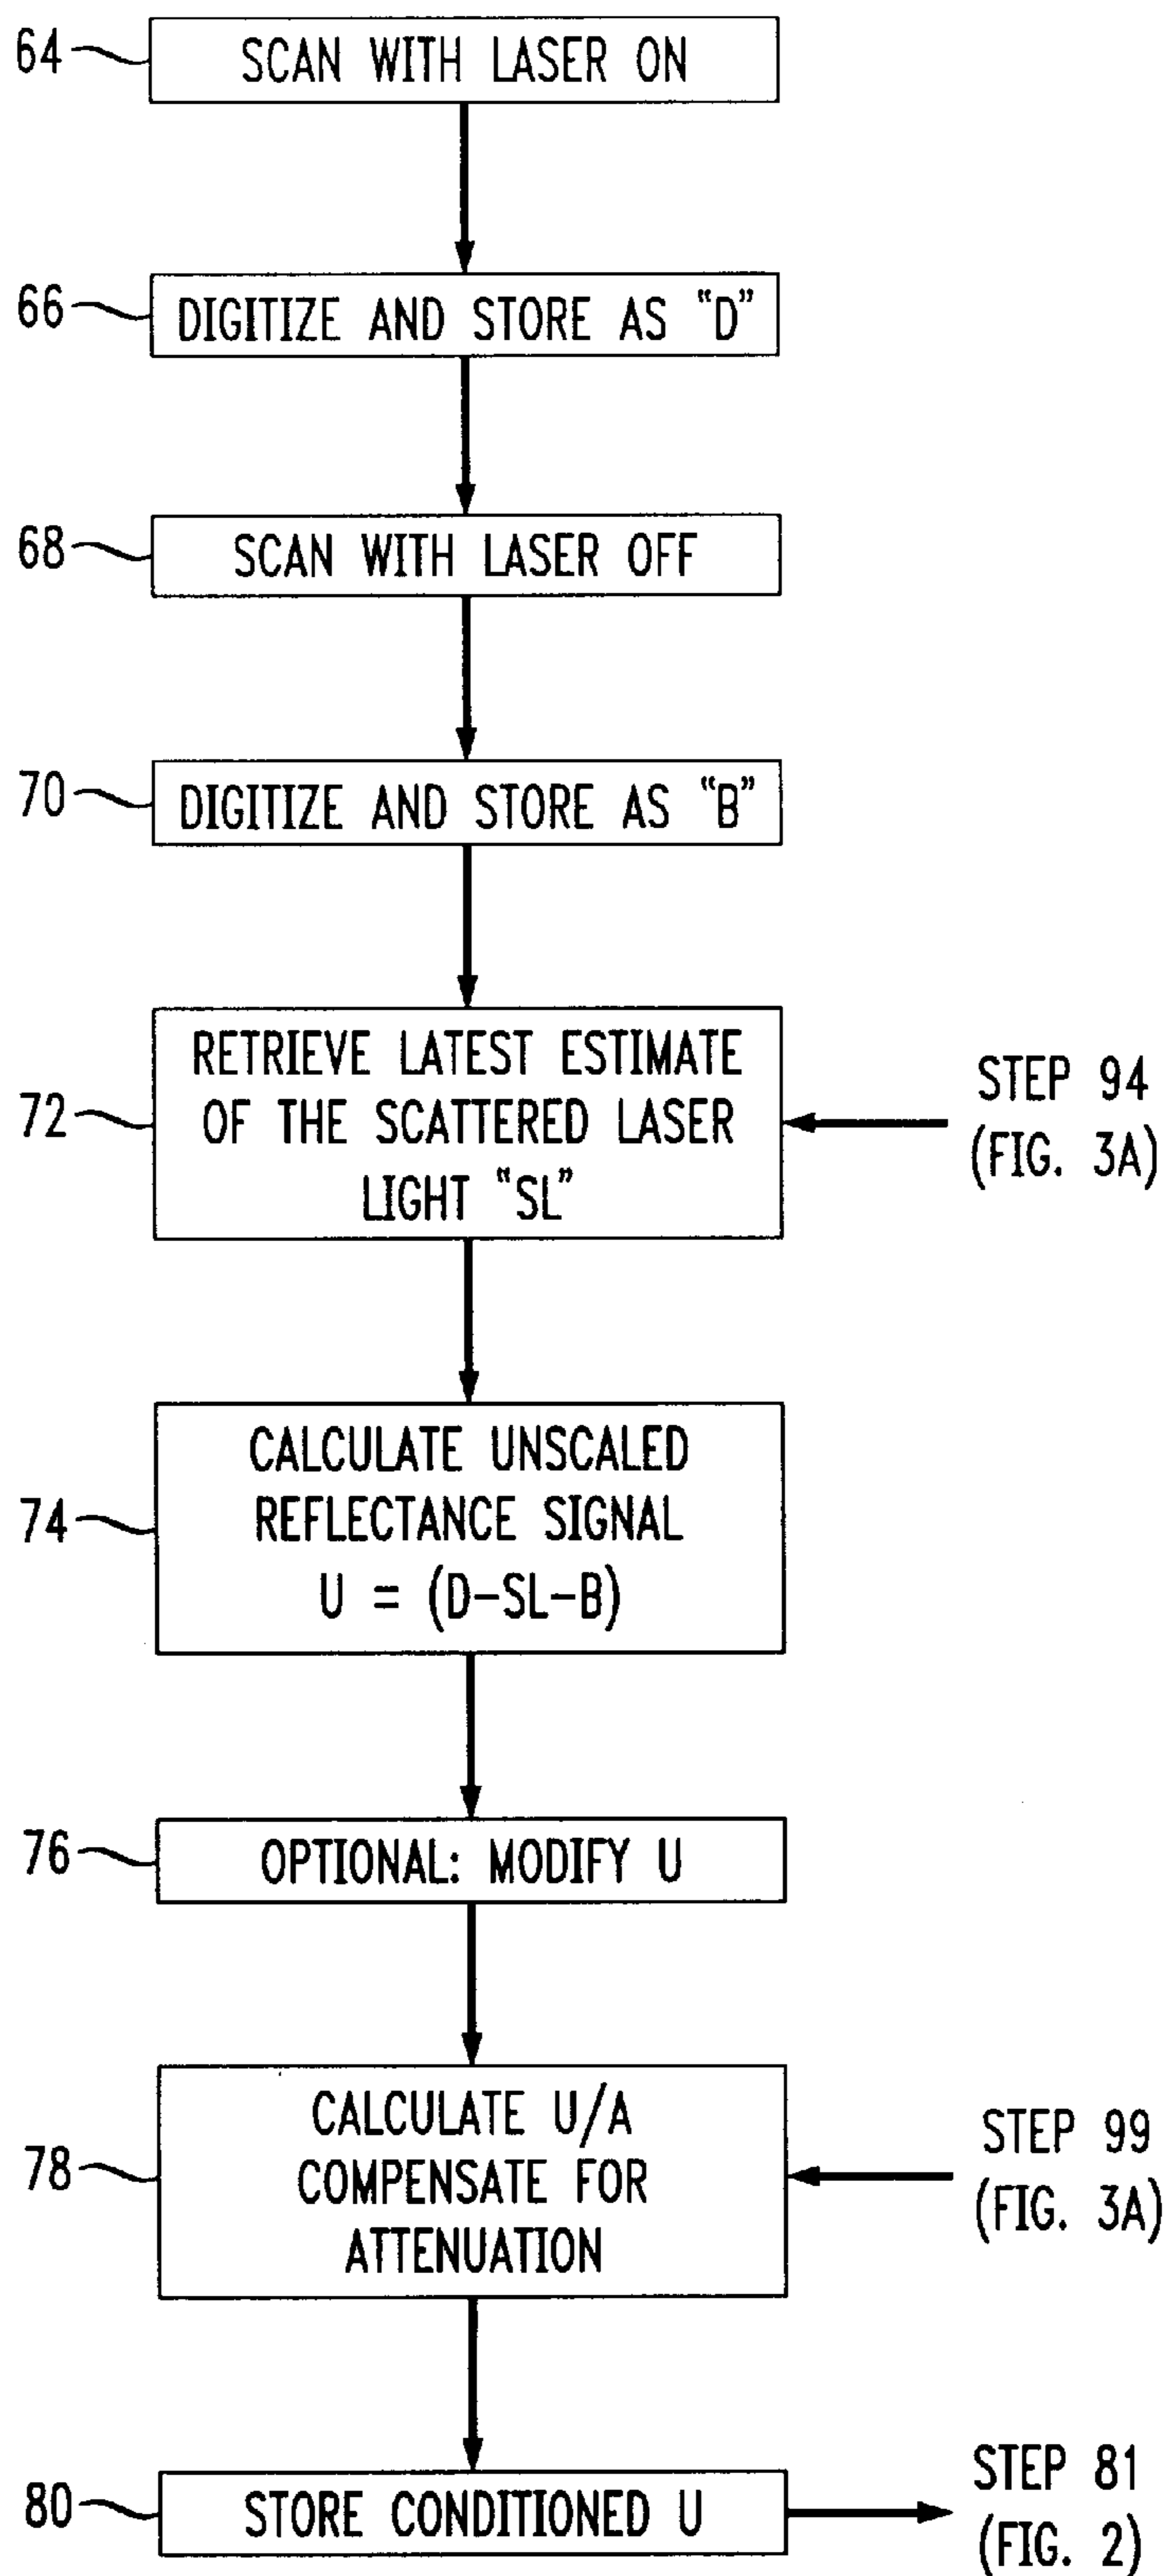 64
SCAN WITH LASER ON
66
DIGITIZE AND STORE AS “D”
68
SCAN WITH LASER OFF
70
DIGITIZE AND STORE AS “B”
72
RETRIEVE LATEST ESTIMATE
OF THE SCATTERED LASER
LIGHT “SL”
STEP 94
(FIG. 3A)
74
CALCULATE UNSCALED
REFLECTANCE SIGNAL
U = (D-SL-B)
76
OPTIONAL: MODIFY U
78
CALCULATE U/A
COMPENSATE FOR
ATTENUATION
STEP 99
(FIG. 3A)
80
STORE CONDITIONED U
STEP 81
(FIG. 2)